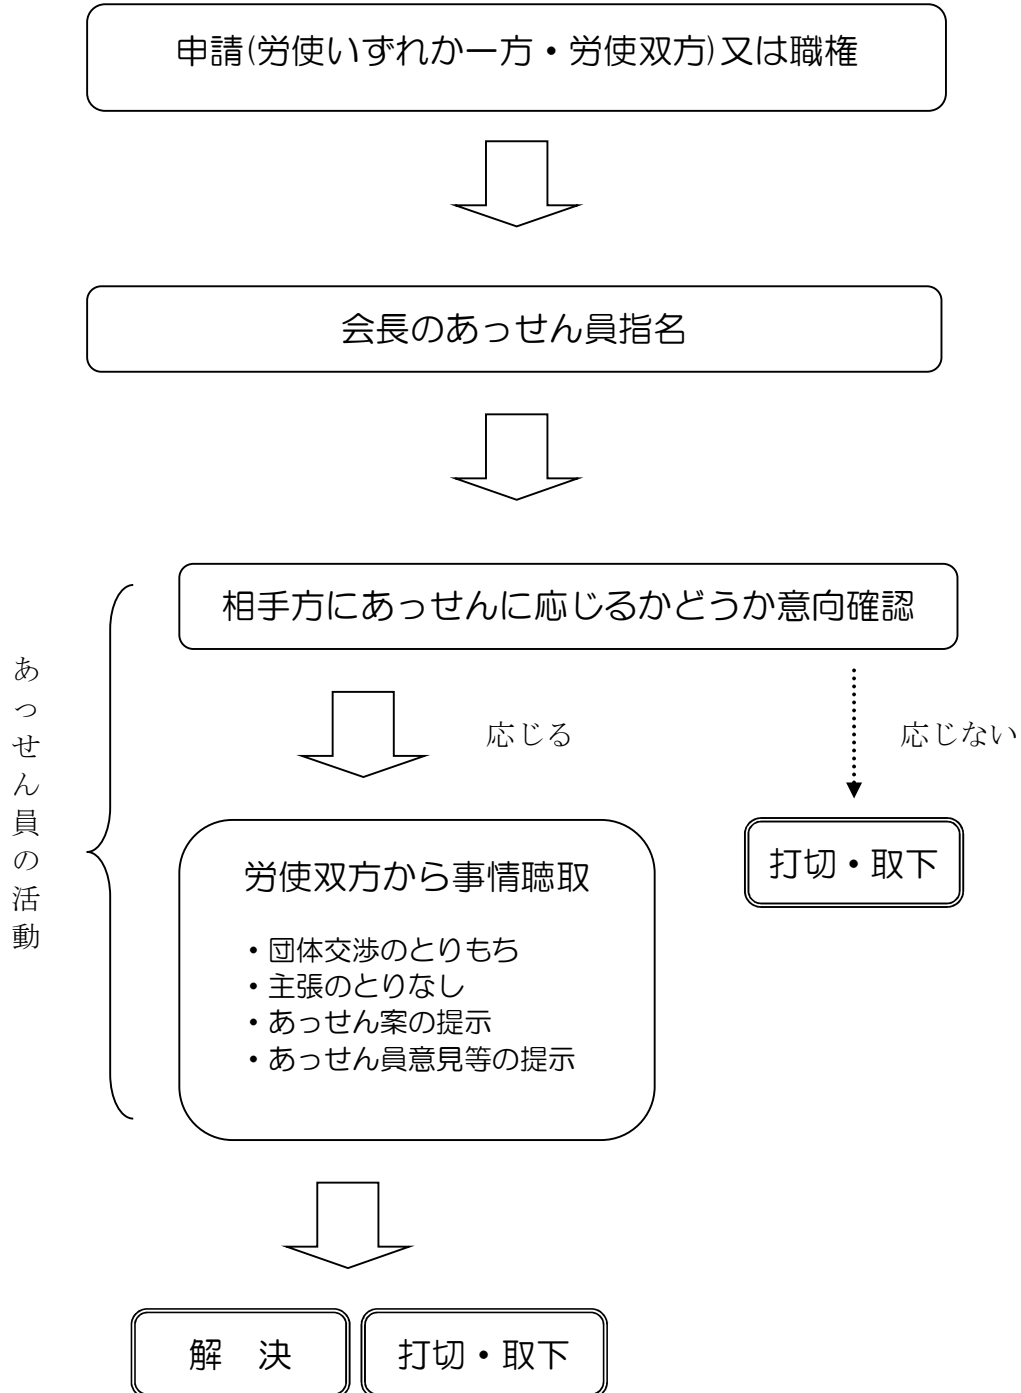 申請(労使いずれか一方・労使双方)又は職権
会長のあっせん員指名
相手方にあっせんに応じるかどうか意向確認
あっせん員の活動
応じる
応じない
労使双方から事情聴取
・団体交渉のとりもち
・主張のとりなし
・あっせん案の提示
・あっせん員意見等の提示
打切・取下
解　決
打切・取下